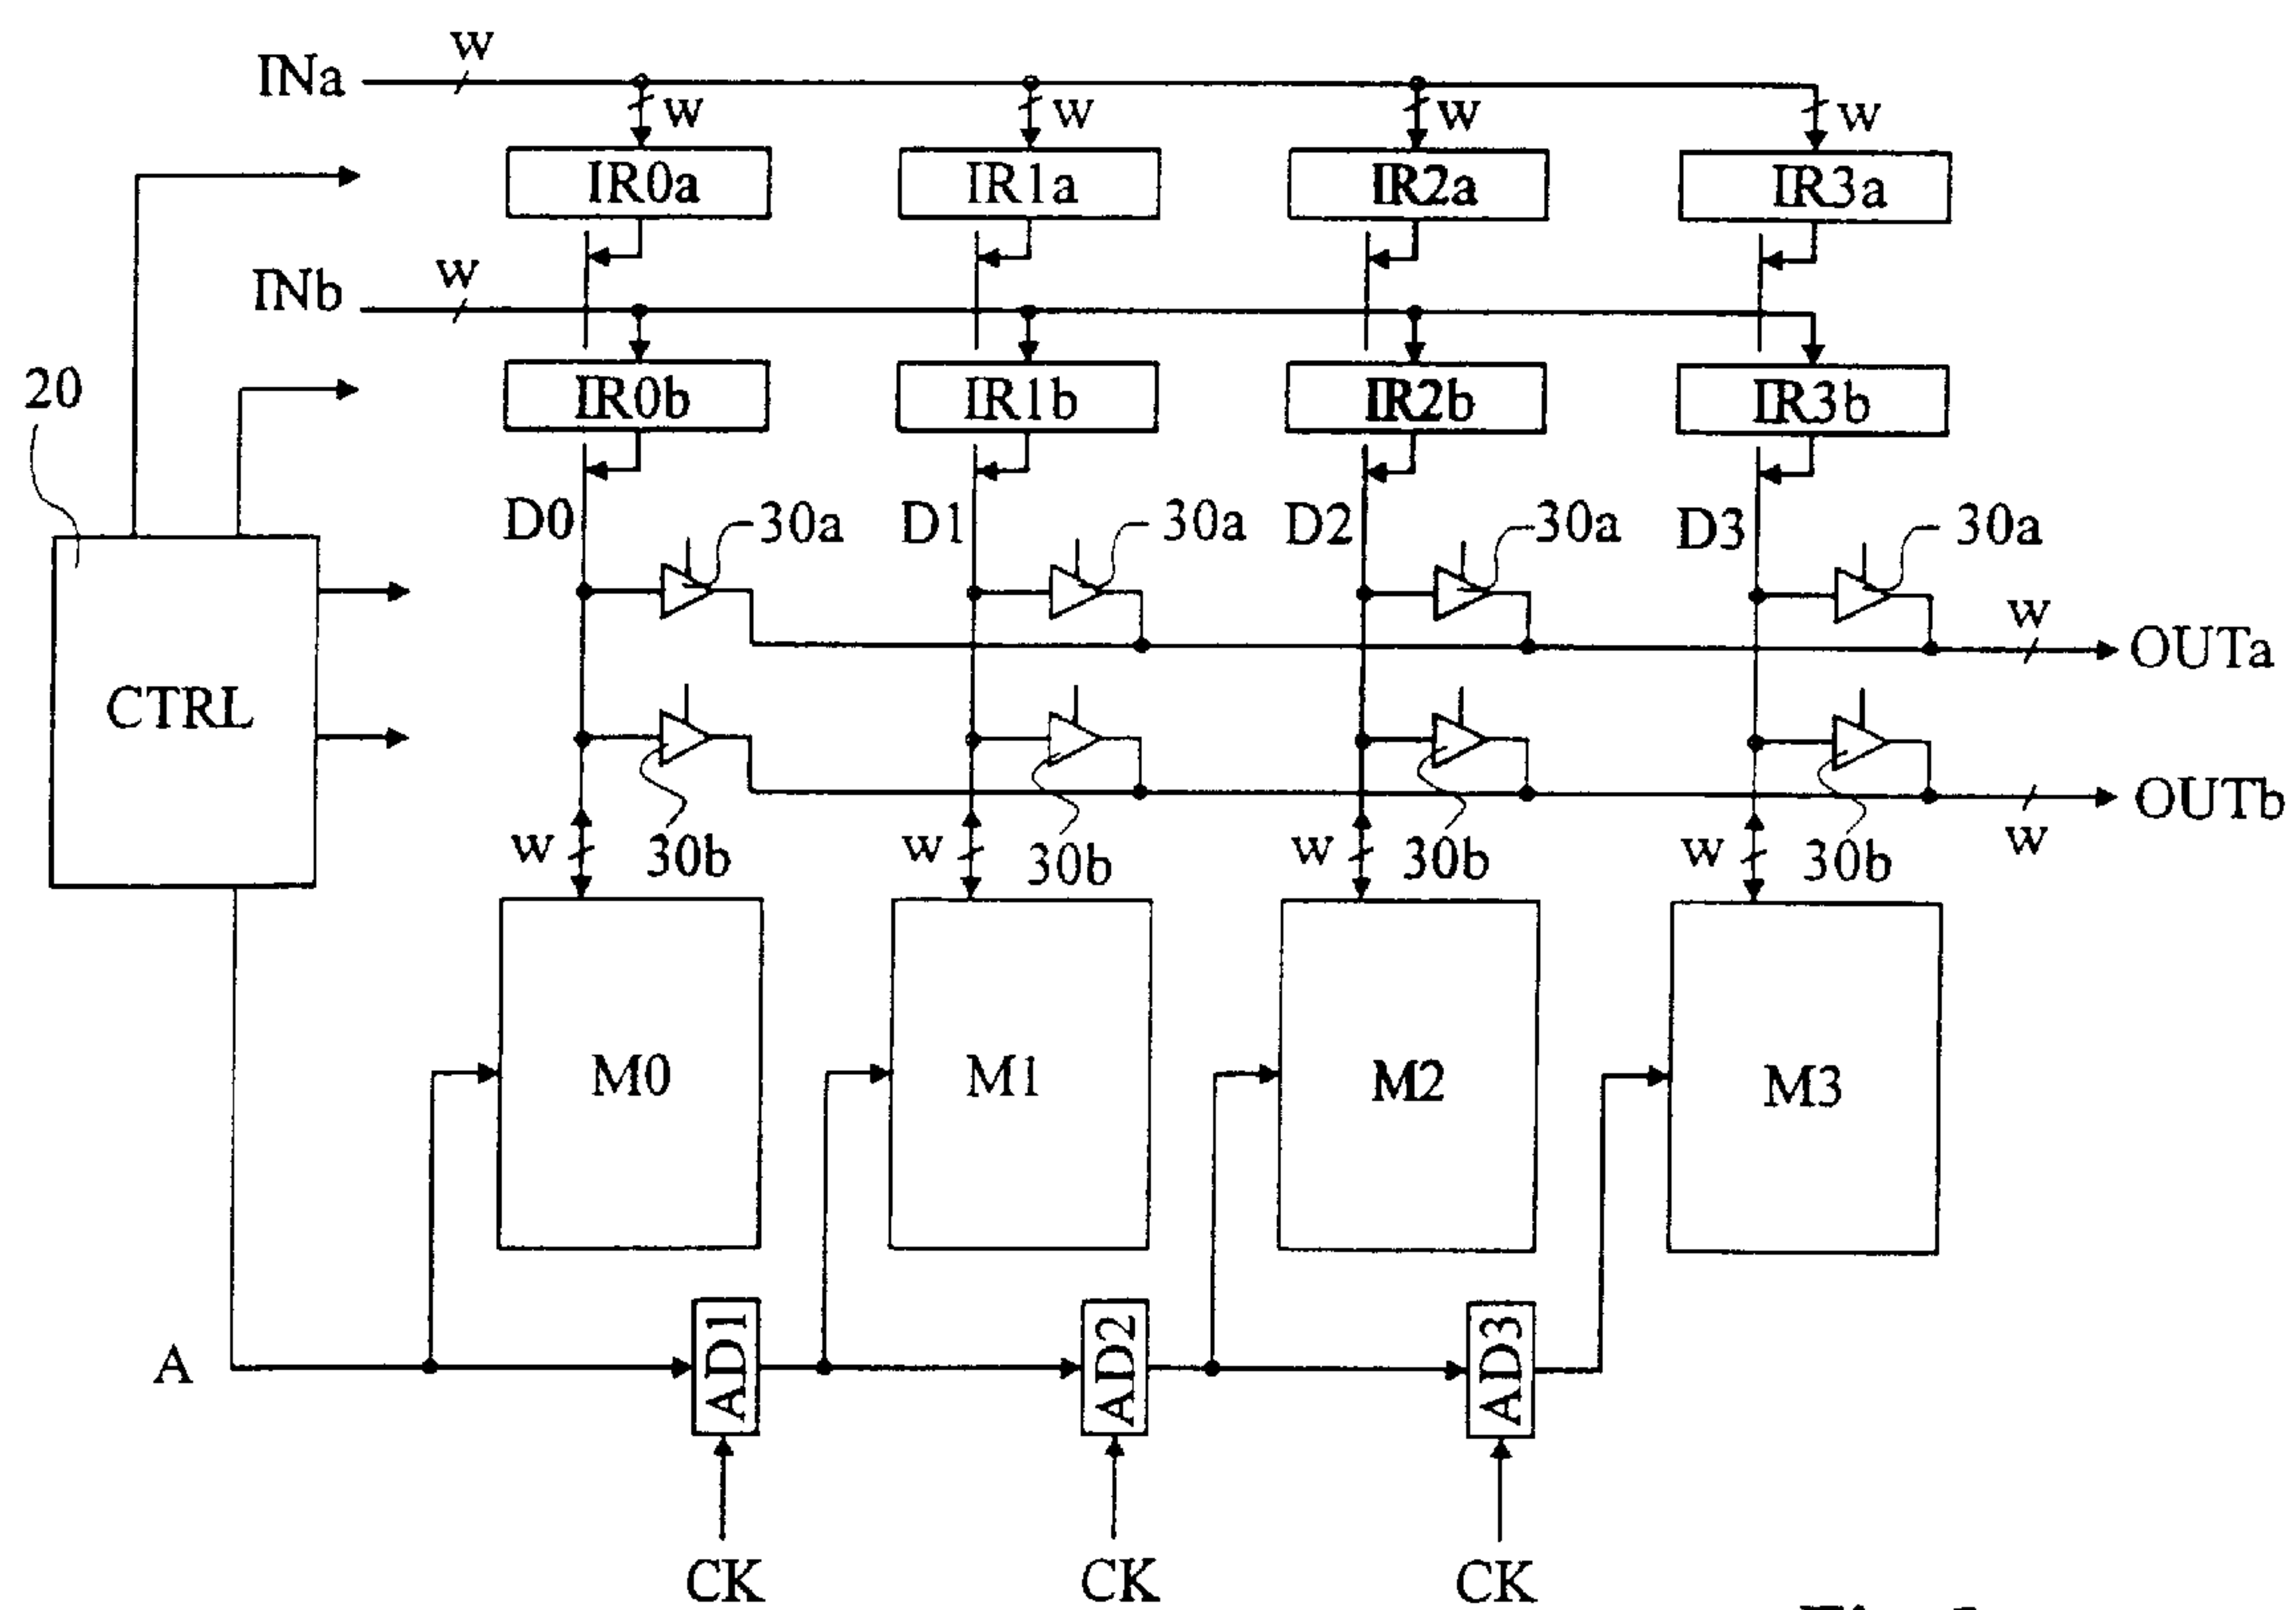 INa w
w w w w
IR0a IR1a IR2a IR3a
INb w
IR0b IR1b IR2b IR3b
20
D0 30a D1 30a D2 30a D3 30a
w
OUTa
CTRL
OUTb
w 30b w 30b w 30b w 30b w
M0 M1 M2 M3
A AD1 AD2 AD3
CK CK CK